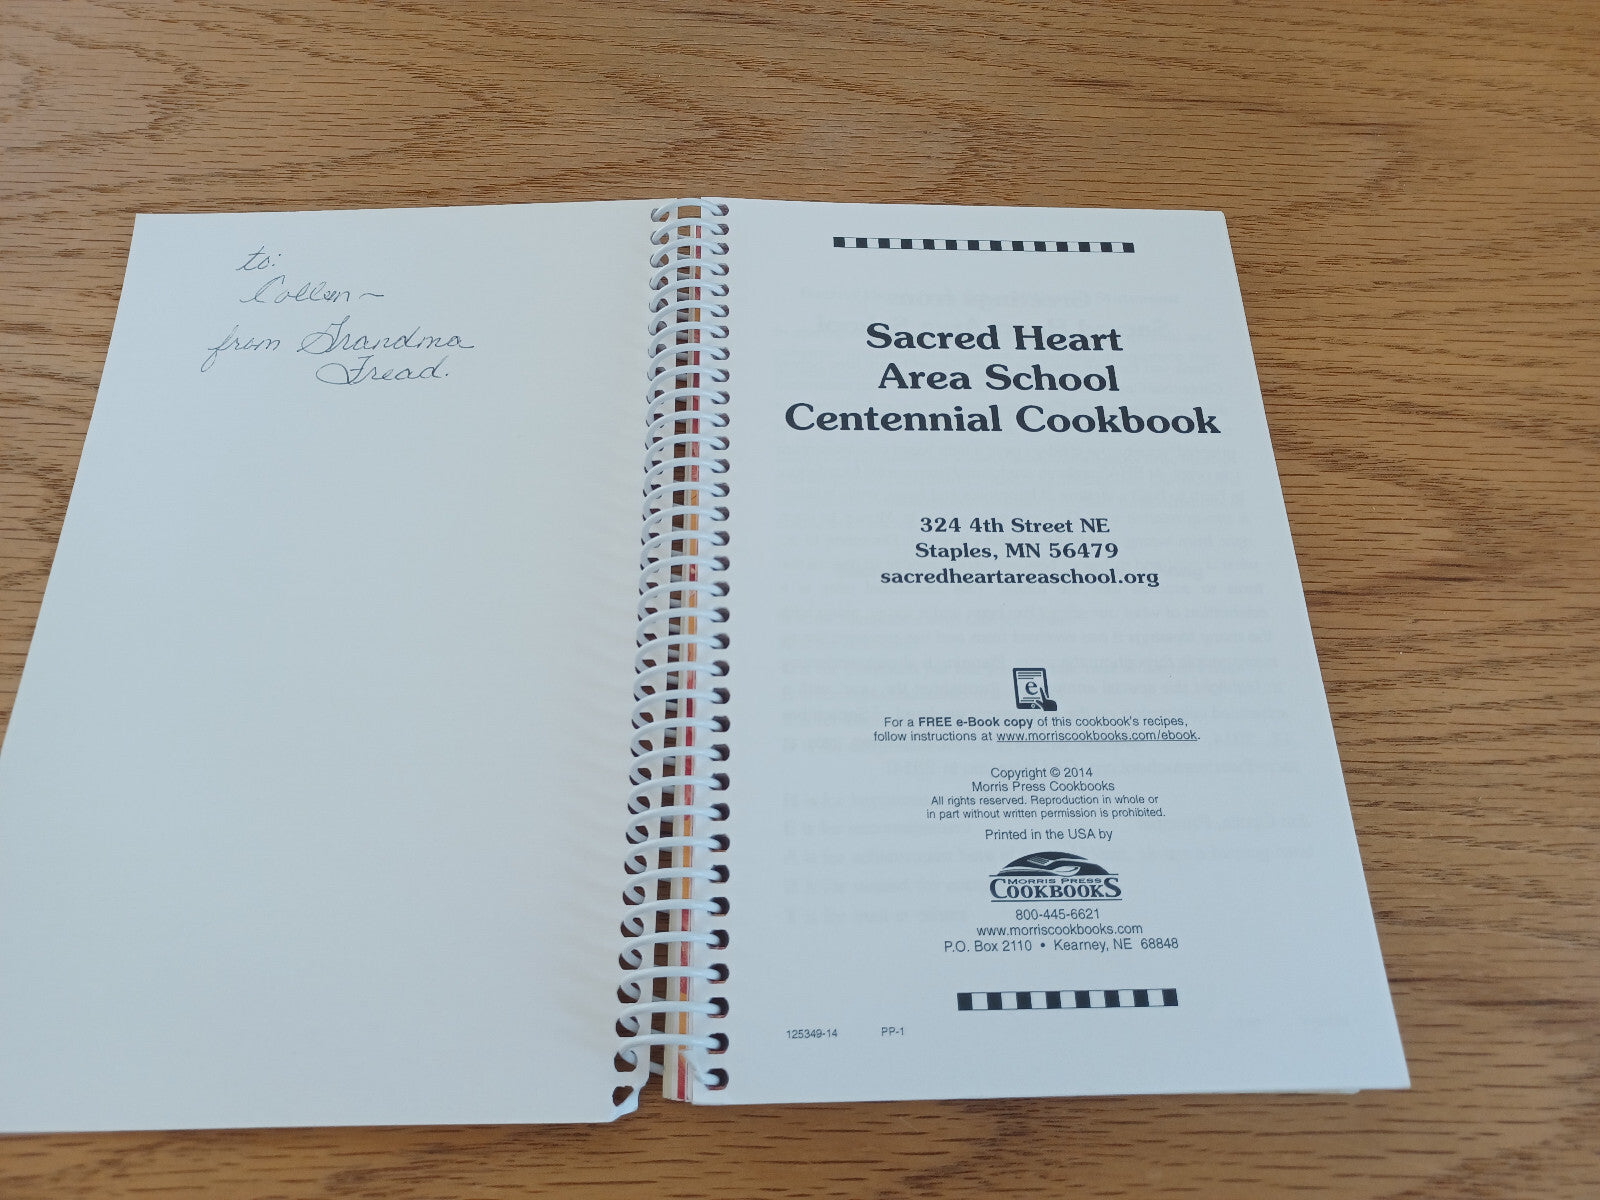 to:
Collen –
from Grandma
Fread.
Sacred Heart
Area School
Centennial Cookbook
324 4th Street NE
Staples, MN 56479
sacredheartareaschool.org
e
For a FREE e-Book copy of this cookbook's recipes,
follow instructions at www.morriscookbooks.com/ebook.
Copyright © 2014
Morris Press Cookbooks
All rights reserved. Reproduction in whole or
in part without written permission is prohibited.
Printed in the USA by
MORRIS PRESS
COOKBOOKS
800-445-6621
www.morriscookbooks.com
P.O. Box 2110 • Kearney, NE 68848
125349-14 PP-1